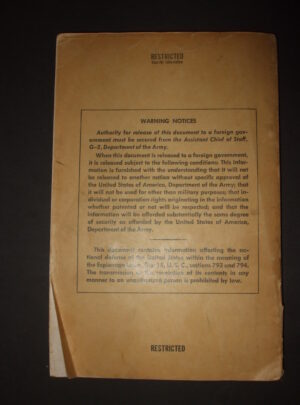 RESTRICTED
WARNING NOTICES
Authority for release of this document to a foreign gov-
ernment must be secured from the Assistant Chief of Staff,
G-2, Department of the Army.
When this document is released to a foreign government,
it is released subject to the following conditions: This infor-
mation is furnished with the understanding that it will not
be released to another nation without specific approval of
the United States of America, Department of the Army; that
it will not be used for other than military purposes; that ind-
ividual or corporation rights originating in the information
whether patented or not will be respected; and that the
information will be afforded substantially the same degree
of security as afforded by the United States of America,
Department of the Army.
This document contains information affecting the na-
tional defense of the United States within the meaning of
the Espionage Laws, Title 18, U. S. C., sections 793 and 794.
The transmission or the revelation of its contents in any
manner to an unauthorized person is prohibited by law.
RESTRICTED